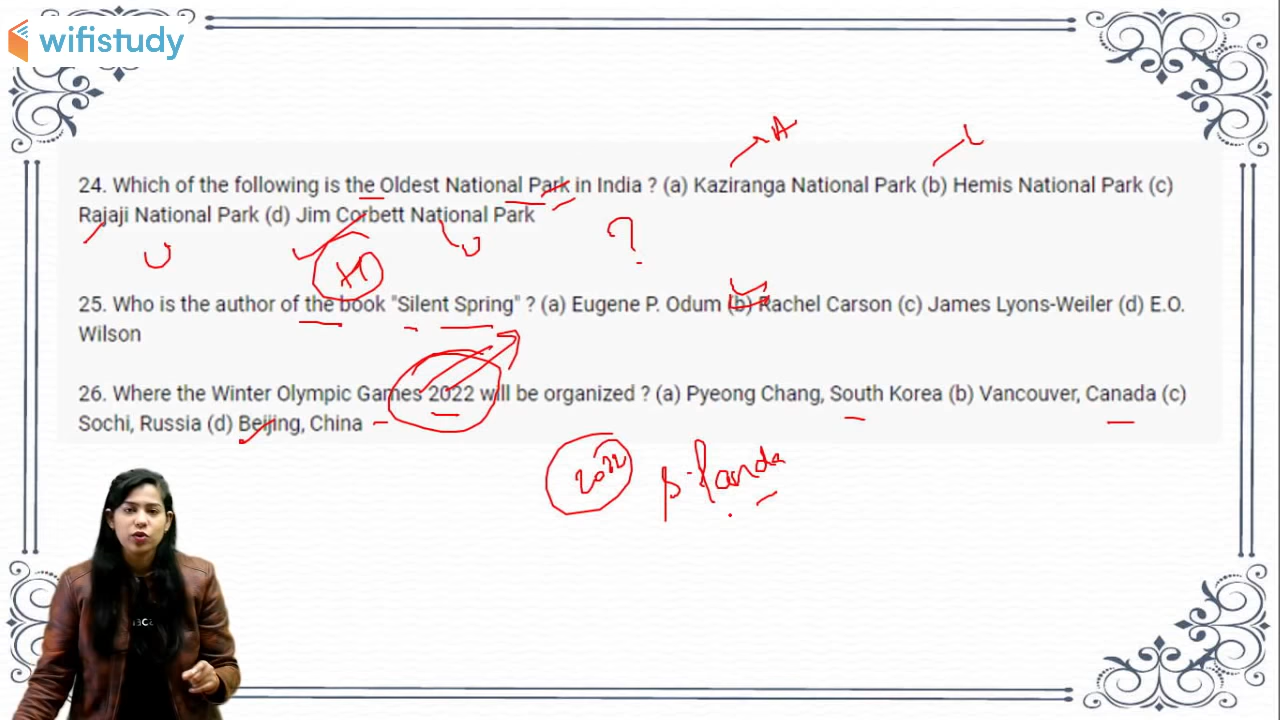 wifistudy
A
L
24. Which of the following is the Oldest National Park in India ? (a) Kaziranga National Park (b) Hemis National Park (c)
Rajaji National Park (d) Jim Corbett National Park
U
U
?
25. Who is the author of the book "Silent Spring" ? (a) Eugene P. Odum (b) Rachel Carson (c) James Lyons-Weiler (d) E.O.
Wilson
26. Where the Winter Olympic Games 2022 will be organized ? (a) Pyeong Chang, South Korea (b) Vancouver, Canada (c)
Sochi, Russia (d) Beijing, China
2022